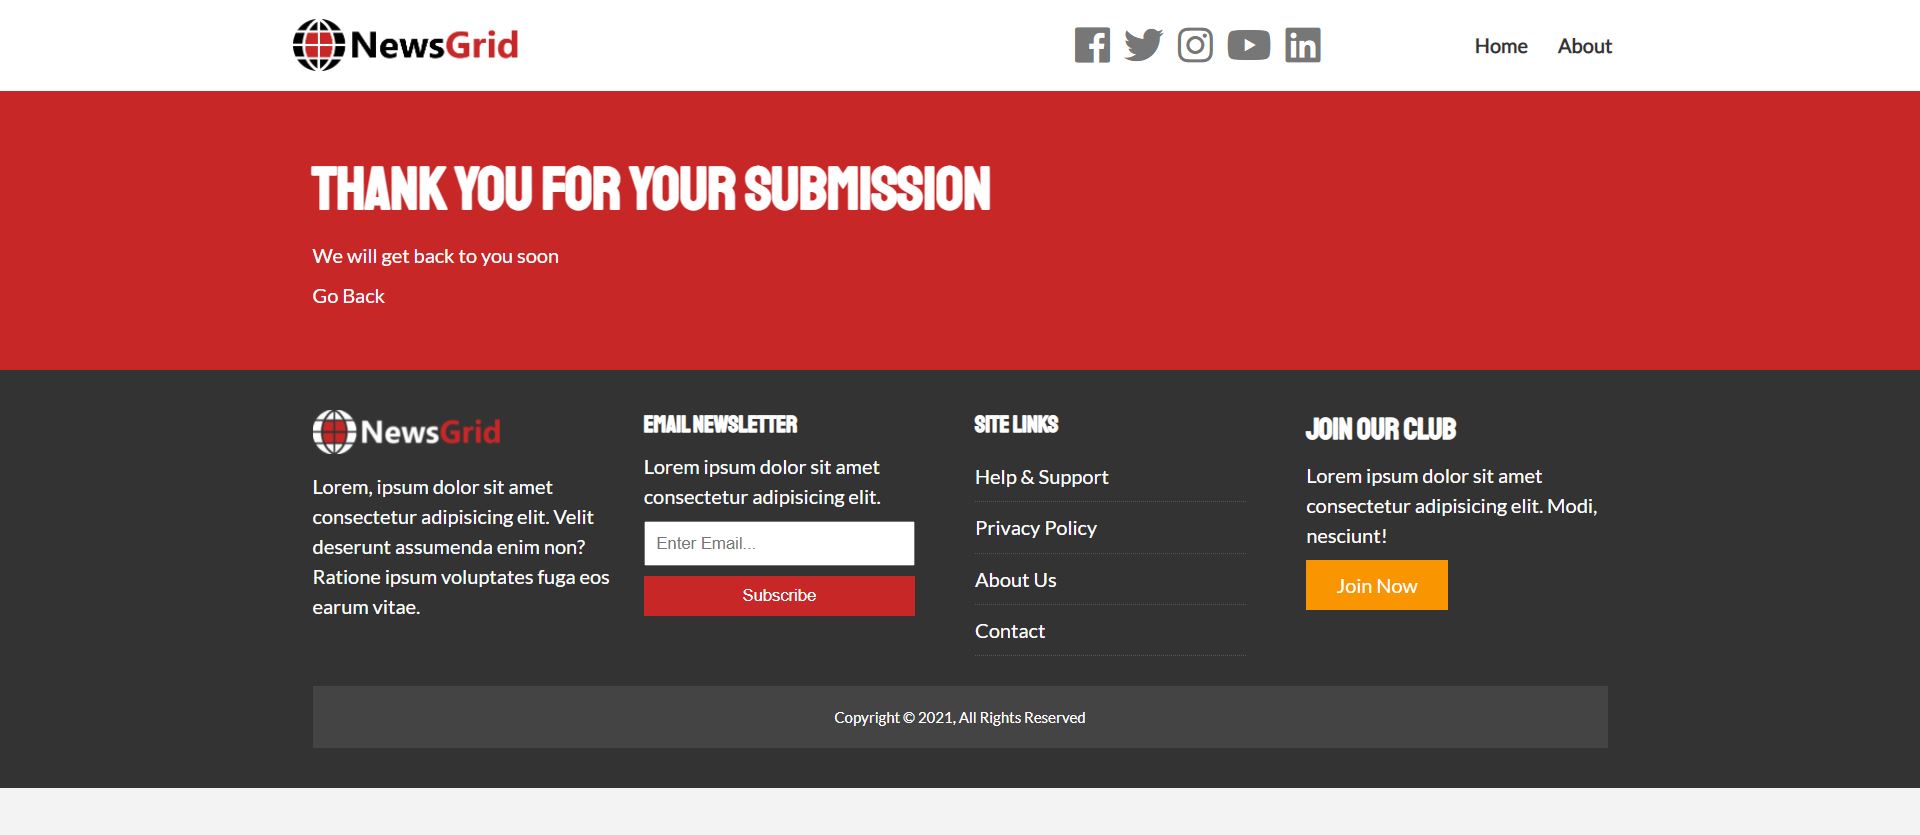 NewsGrid
Home
About
THANK YOU FOR YOUR SUBMISSION
We will get back to you soon
Go Back
NewsGrid
Lorem, ipsum dolor sit amet
consectetur adipisicing elit. Velit
deserunt assumenda enim non?
Ratione ipsum voluptates fuga eos
earum vitae.
EMAIL NEWSLETTER
Lorem ipsum dolor sit amet
consectetur adipisicing elit.
Enter Email...
Subscribe
SITE LINKS
Help & Support
Privacy Policy
About Us
Contact
JOIN OUR CLUB
Lorem ipsum dolor sit amet
consectetur adipisicing elit. Modi,
nesciunt!
Join Now
Copyright © 2021, All Rights Reserved